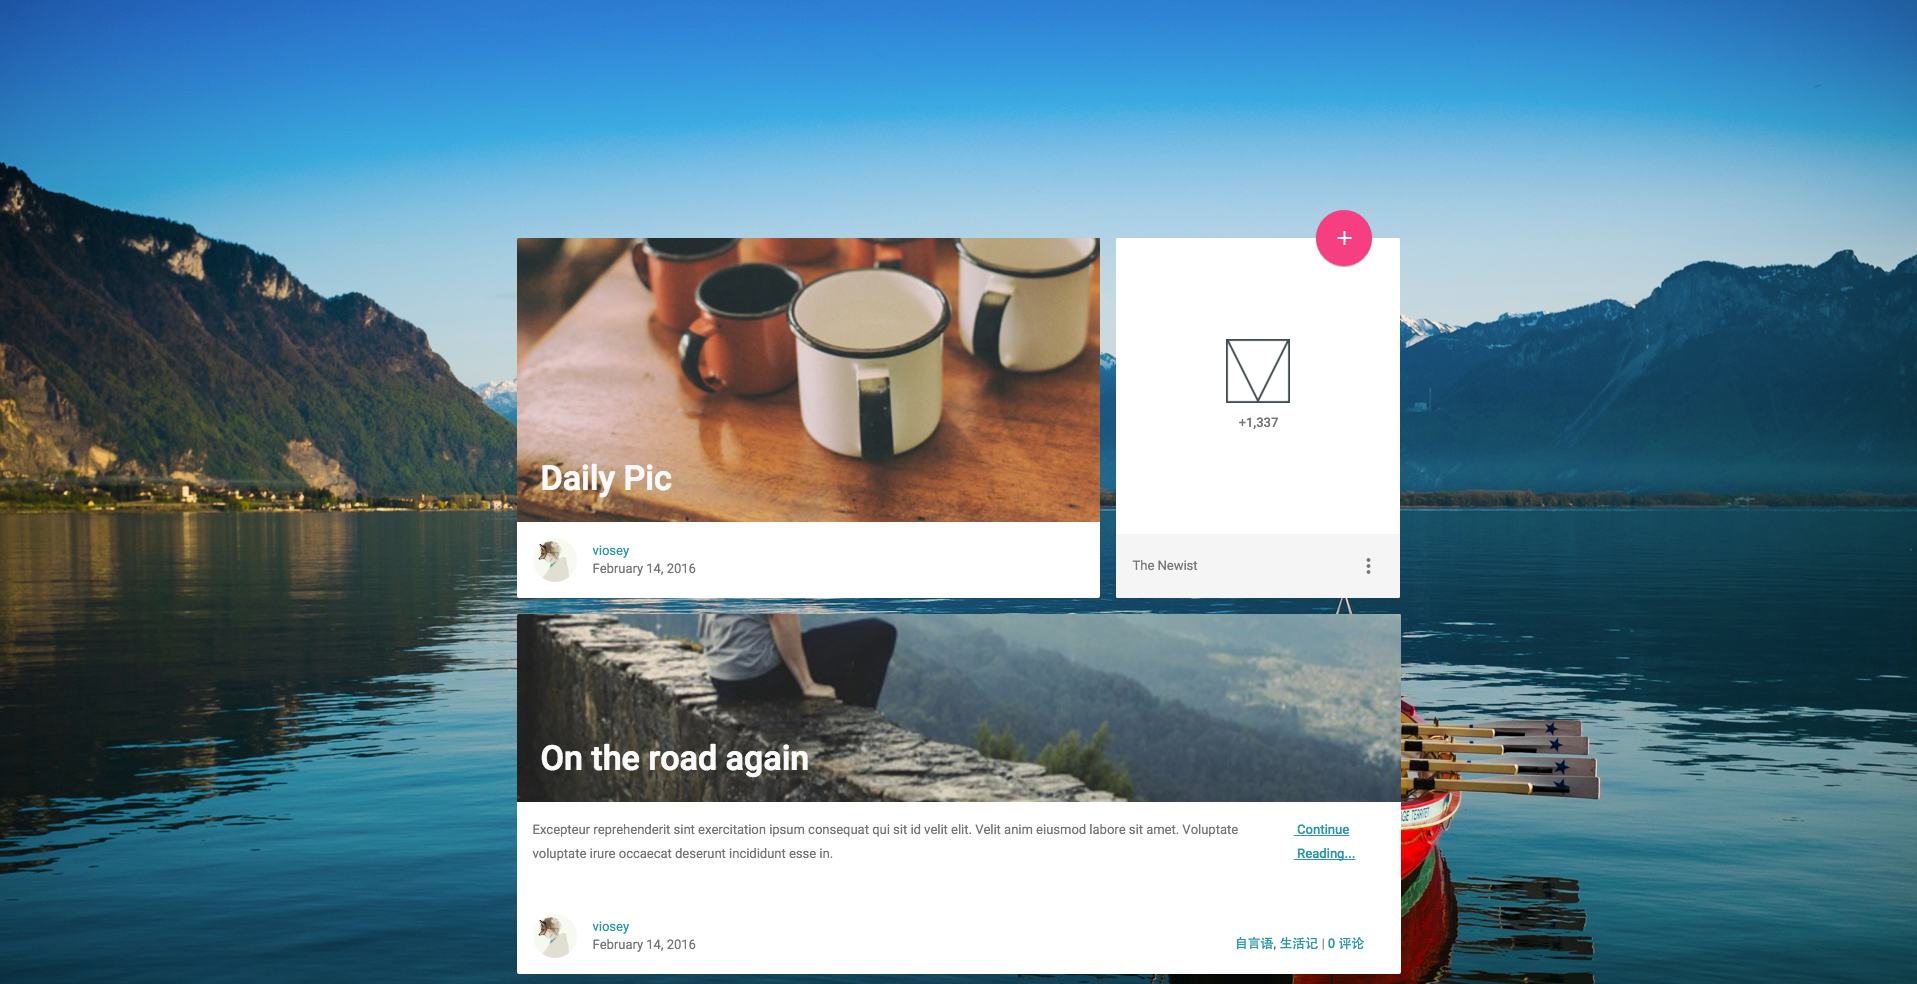 +
Daily Pic
viosey
February 14, 2016
+1,337
The Newist
On the road again
Excepteur reprehenderit sint exercitation ipsum consequat qui sit id velit elit. Velit anim eiusmod labore sit amet. Voluptate
voluptate irure occaecat deserunt incididunt esse in.
Continue
Reading...
viosey
February 14, 2016
自言语, 生活记 | 0 评论